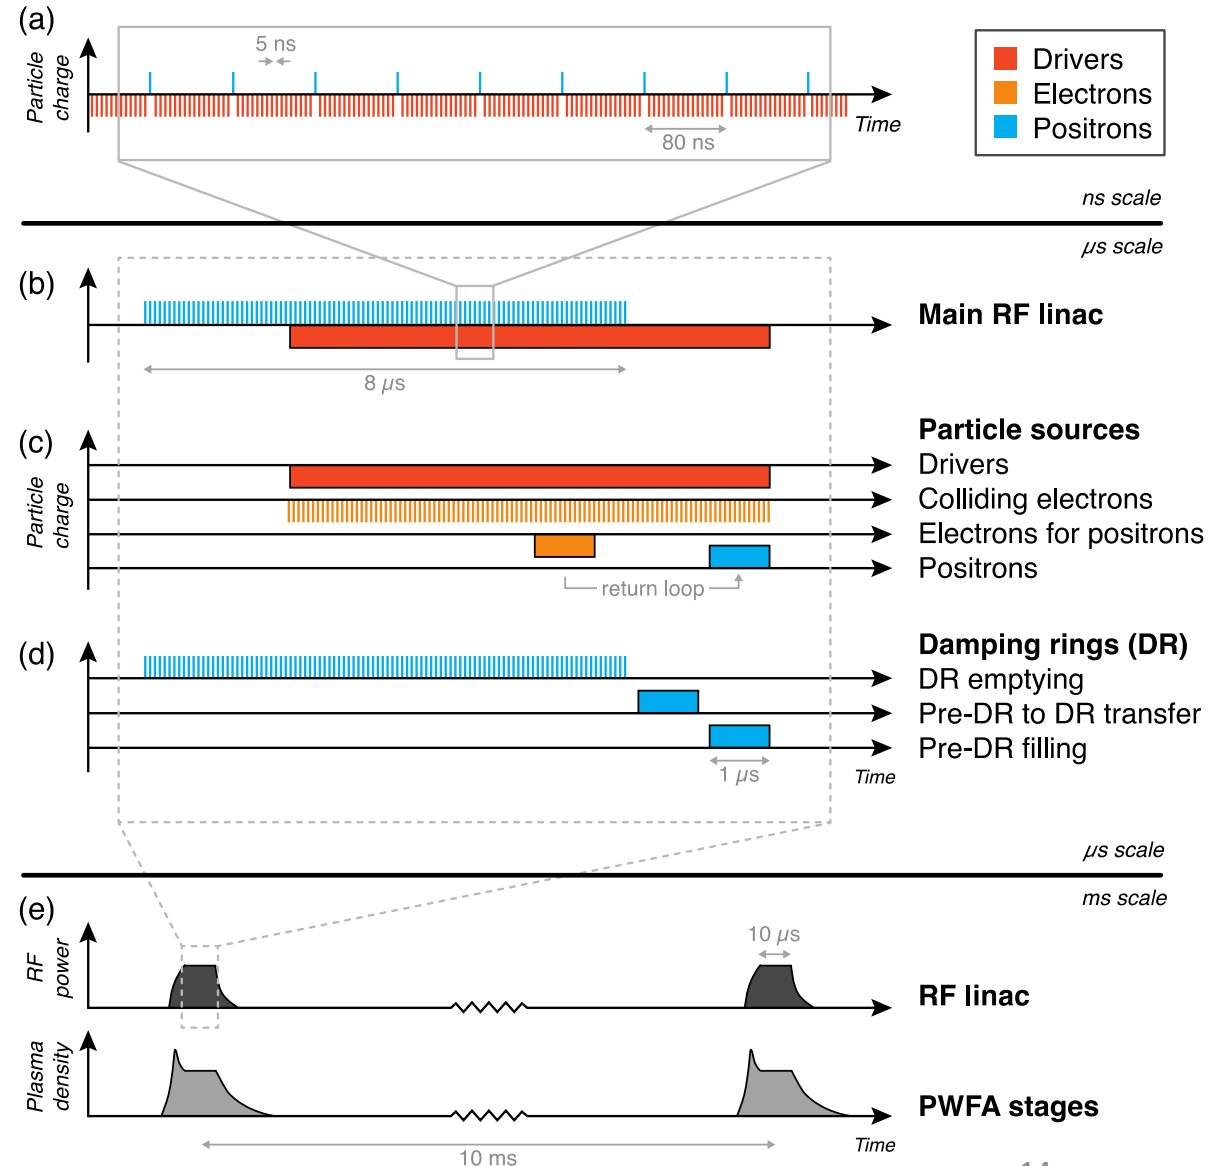 (a)
Particle
charge
5 ns
80 ns
Time
Drivers
Electrons
Positrons
ns scale
μs scale
(b)
8 μs
Main RF linac
(c)
Particle
charge
Particle sources
Drivers
Colliding electrons
Electrons for positrons
Positrons
return loop
(d)
Damping rings (DR)
DR emptying
Pre-DR to DR transfer
Pre-DR filling
1 μs
Time
μs scale
ms scale
(e)
RF
power
10 μs
RF linac
Plasma
density
PWFA stages
Time
10 ms